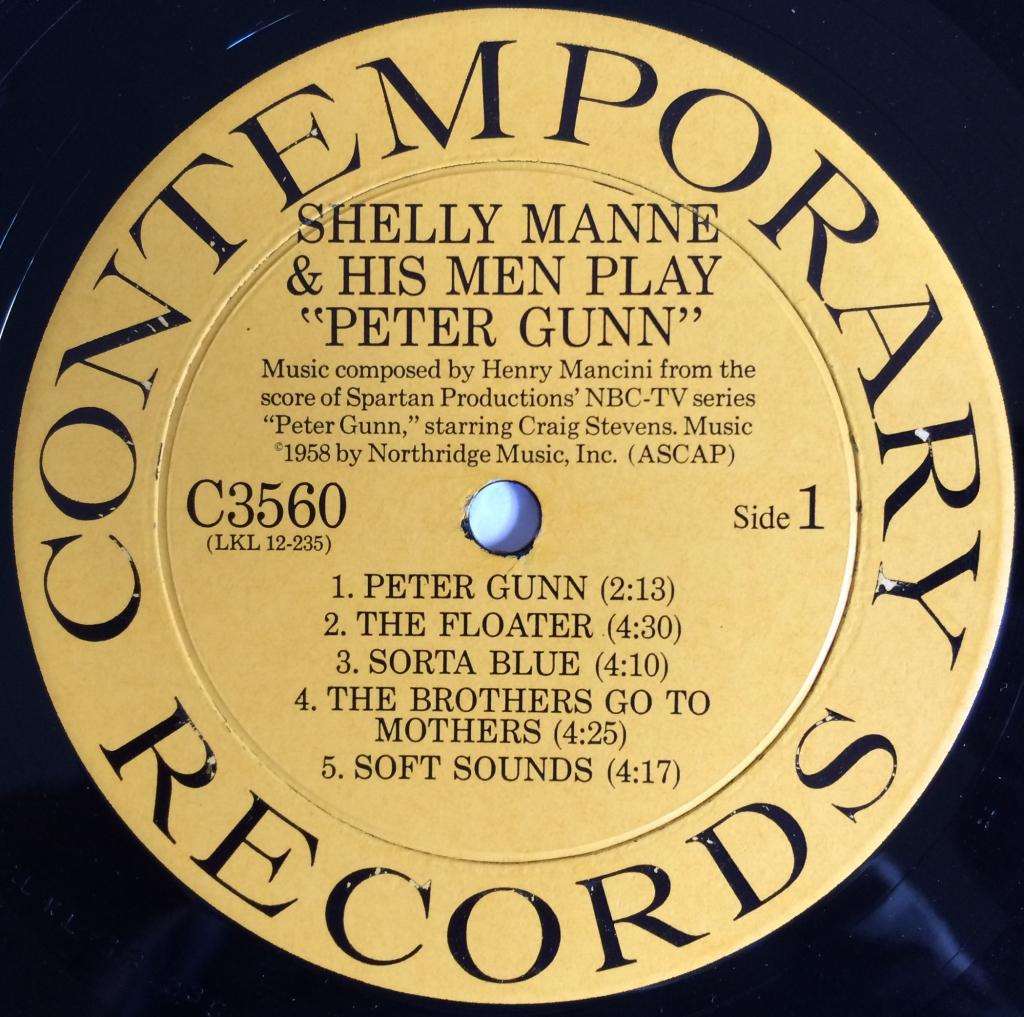 CONTEMPORARY
SHELLY MANNE
& HIS MEN PLAY
“PETER GUNN”
Music composed by Henry Mancini from the
score of Spartan Productions’ NBC-TV series
“Peter Gunn,” starring Craig Stevens. Music
©1958 by Northridge Music, Inc. (ASCAP)
C3560
(LKL 12-235)
Side 1
1. PETER GUNN (2:13)
2. THE FLOATER (4:30)
3. SORTA BLUE (4:10)
4. THE BROTHERS GO TO
MOTHERS (4:25)
5. SOFT SOUNDS (4:17)
RECORDS